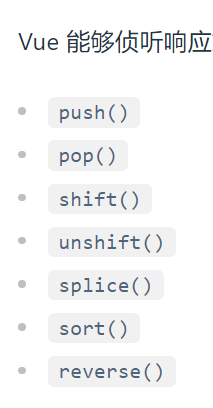 Vue 能够侦听响应
push()
pop()
shift()
unshift()
splice()
sort()
reverse()